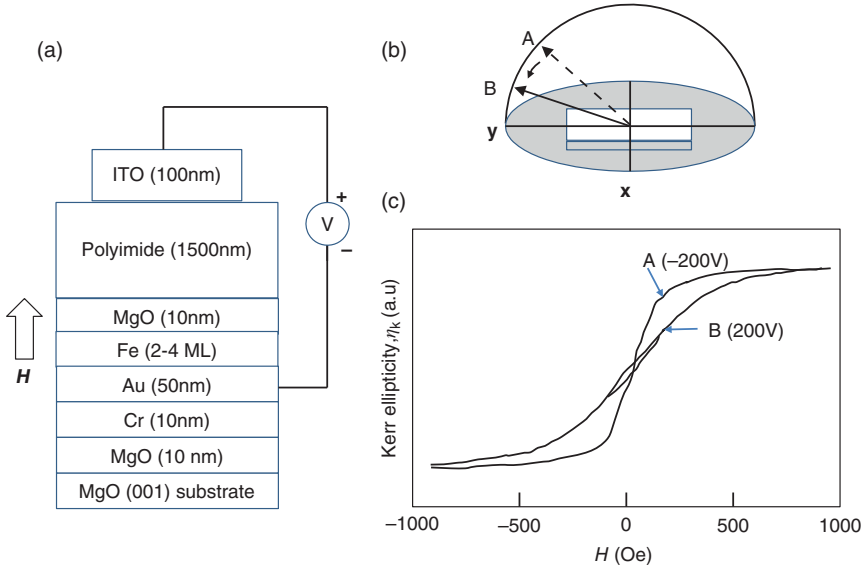 (a)
ITO (100nm)
+
V
−
Polyimide (1500nm)
MgO (10nm)
Fe (2-4 ML)
Au (50nm)
Cr (10nm)
MgO (10 nm)
MgO (001) substrate
H
(b)
A
B
y
x
(c)
Kerr ellipticity,ηk (a.u)
A (–200V)
B (200V)
−1000
−500
0
500
1000
H (Oe)